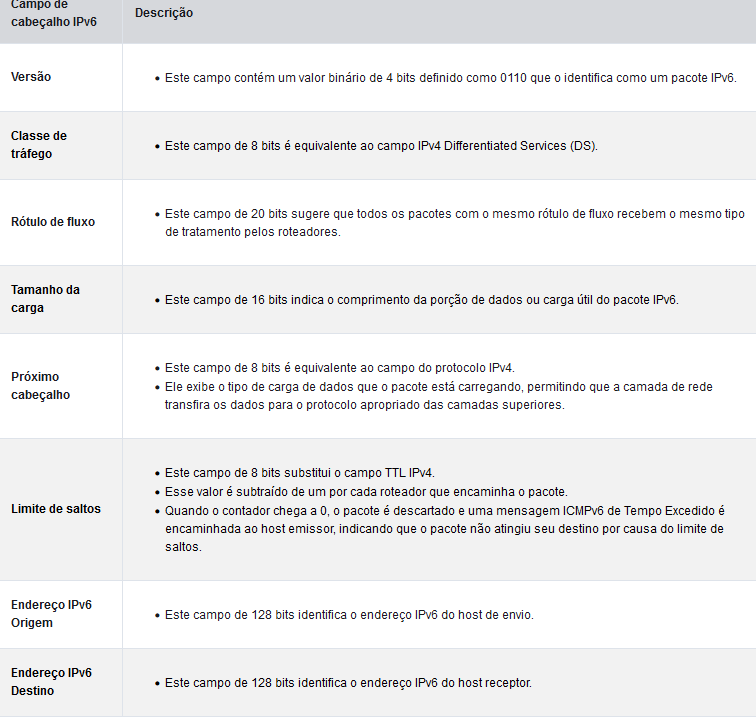 Campo de
cabeçalho IPv6
Descrição
Versão
• Este campo contém um valor binário de 4 bits definido como 0110 que o identifica como um pacote IPv6.
Classe de
tráfego
• Este campo de 8 bits é equivalente ao campo IPv4 Differentiated Services (DS).
Rótulo de fluxo
• Este campo de 20 bits sugere que todos os pacotes com o mesmo rótulo de fluxo recebem o mesmo tipo
de tratamento pelos roteadores.
Tamanho da
carga
• Este campo de 16 bits indica o comprimento da porção de dados ou carga útil do pacote IPv6.
Próximo
cabeçalho
• Este campo de 8 bits é equivalente ao campo do protocolo IPv4.
• Ele exibe o tipo de carga de dados que o pacote está carregando, permitindo que a camada de rede
transfira os dados para o protocolo apropriado das camadas superiores.
Limite de saltos
• Este campo de 8 bits substitui o campo TTL IPv4.
• Esse valor é subtraído de um por cada roteador que encaminha o pacote.
• Quando o contador chega a 0, o pacote é descartado e uma mensagem ICMPv6 de Tempo Excedido é
encaminhada ao host emissor, indicando que o pacote não atingiu seu destino por causa do limite de
saltos.
Endereço IPv6
Origem
• Este campo de 128 bits identifica o endereço IPv6 do host de envio.
Endereço IPv6
Destino
• Este campo de 128 bits identifica o endereço IPv6 do host receptor.